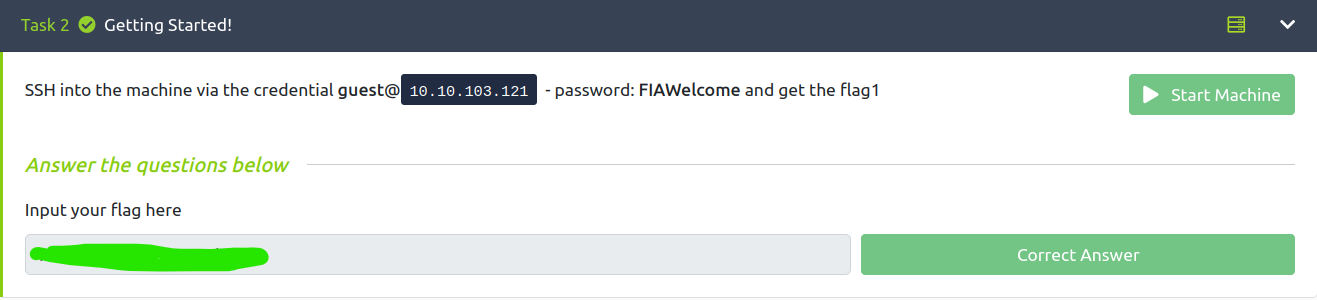 Task 2 Getting Started!
SSH into the machine via the credential guest@ 10.10.103.121 - password: FIAWelcome and get the flag1
Start Machine
Answer the questions below
Input your flag here
Correct Answer